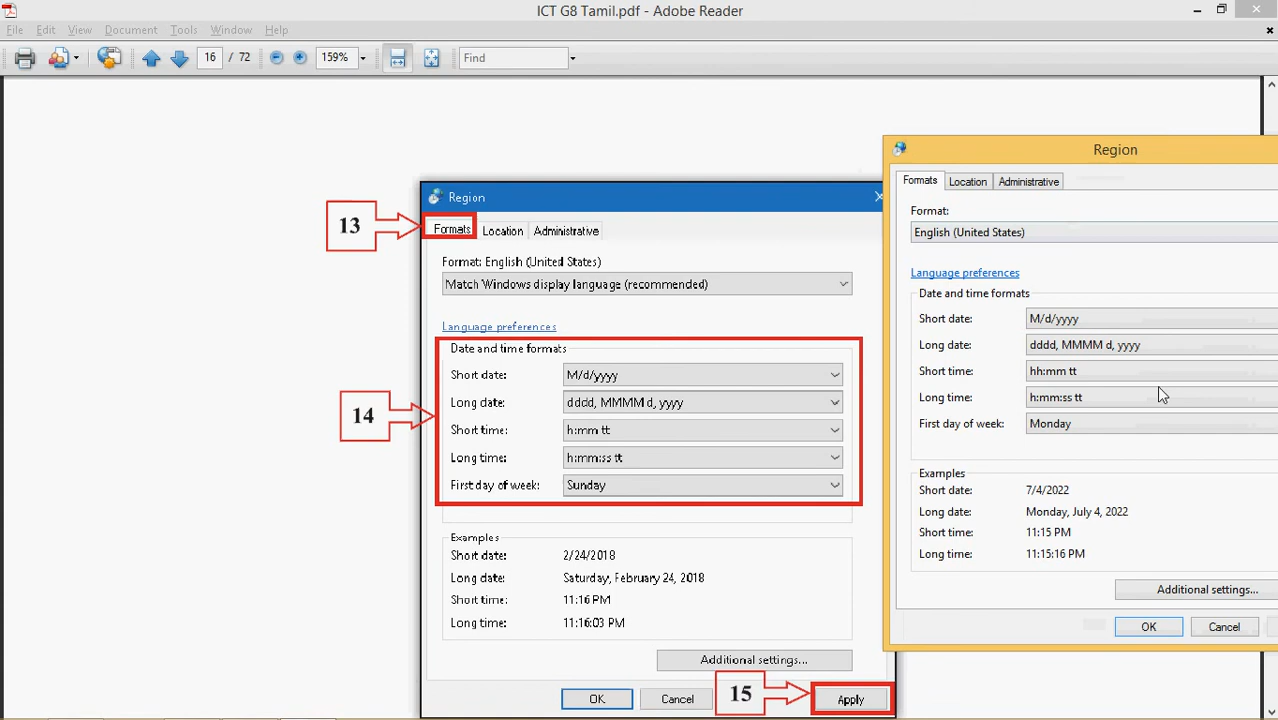 ICT G8 Tamil.pdf - Adobe Reader
File Edit View Document Tools Window Help
16 / 72 159% Find
13
Region
Formats Location Administrative
Format: English (United States)
Match Windows display language (recommended)
Language preferences
14
Date and time formats
Short date: M/d/yyyy
Long date: dddd, MMMM d, yyyy
Short time: h:mm tt
Long time: h:mm:ss tt
First day of week: Sunday
Examples
Short date: 2/24/2018
Long date: Saturday, February 24, 2018
Short time: 11:16 PM
Long time: 11:16:03 PM
Additional settings...
15
OK Cancel Apply
Region
Formats Location Administrative
Format:
English (United States)
Language preferences
Date and time formats
Short date: M/d/yyyy
Long date: dddd, MMMM d, yyyy
Short time: hh:mm tt
Long time: h:mm:ss tt
First day of week: Monday
Examples
Short date: 7/4/2022
Long date: Monday, July 4, 2022
Short time: 11:15 PM
Long time: 11:15:16 PM
Additional settings...
OK Cancel